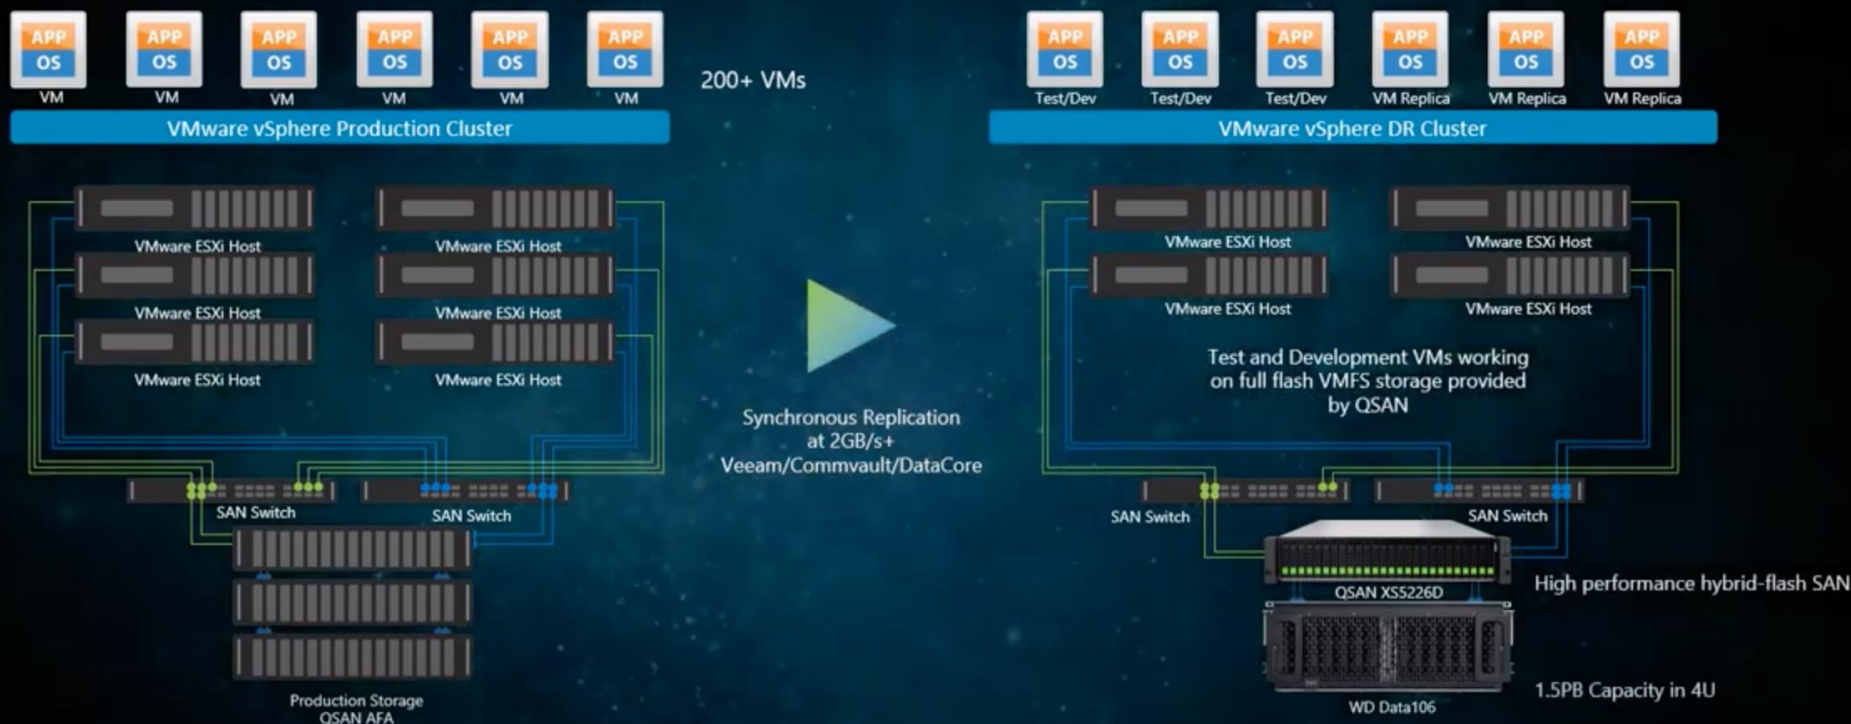 APP APP APP APP APP APP
OS OS OS OS OS OS
VM VM VM VM VM VM
VMware vSphere Production Cluster
200+ VMs
APP APP APP APP APP APP
OS OS OS OS OS OS
Test/Dev Test/Dev Test/Dev VM Replica VM Replica VM Replica
VMware vSphere DR Cluster
VMware ESXi Host VMware ESXi Host
VMware ESXi Host VMware ESXi Host
VMware ESXi Host VMware ESXi Host
SAN Switch SAN Switch
Production Storage
QSAN AFA
Synchronous Replication
at 2GB/s+
Veeam/Commvault/DataCore
VMware ESXi Host VMware ESXi Host
VMware ESXi Host VMware ESXi Host
Test and Development VMs working
on full flash VMFS storage provided
by QSAN
SAN Switch SAN Switch
QSAN XS5226D
High performance hybrid-flash SAN
1.5PB Capacity in 4U
WD Data106